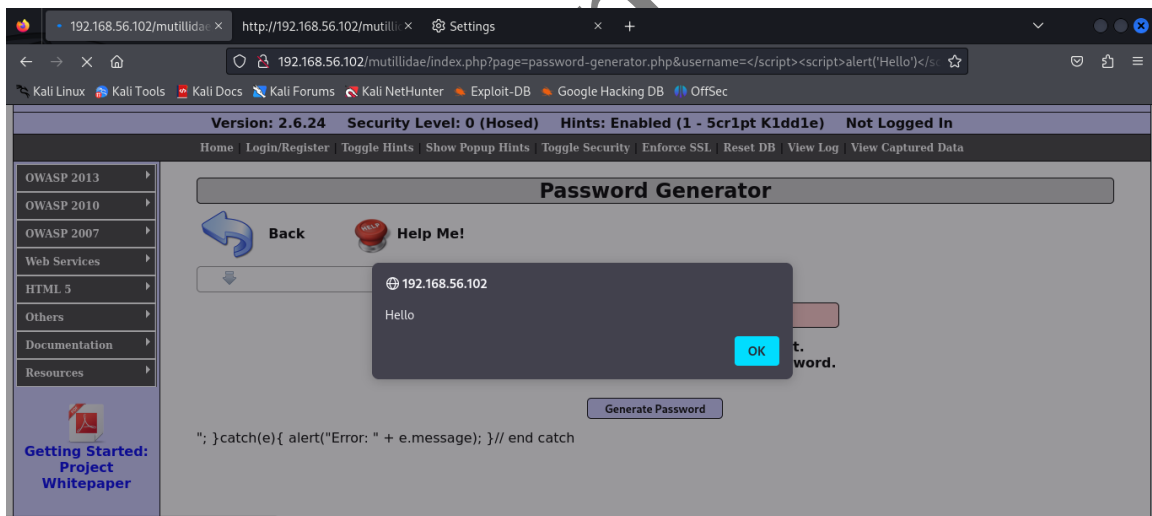 192.168.56.102/mutillidae
http://192.168.56.102/mutillid
Settings
192.168.56.102/mutillidae/index.php?page=password-generator.php&username=</script><script>alert('Hello')</sc
Kali Linux Kali Tools Kali Docs Kali Forums Kali NetHunter Exploit-DB Google Hacking DB OffSec
Version: 2.6.24 Security Level: 0 (Hosed) Hints: Enabled (1 - 5cr1pt K1dd1e) Not Logged In
Home Login/Register Toggle Hints Show Popup Hints Toggle Security Enforce SSL Reset DB View Log View Captured Data
OWASP 2013
OWASP 2010
OWASP 2007
Web Services
HTML 5
Others
Documentation
Resources
Getting Started:
Project
Whitepaper
Password Generator
Back
HELP
Help Me!
192.168.56.102
Hello
OK
t.
word.
Generate Password
"; }catch(e){ alert("Error: " + e.message); }// end catch